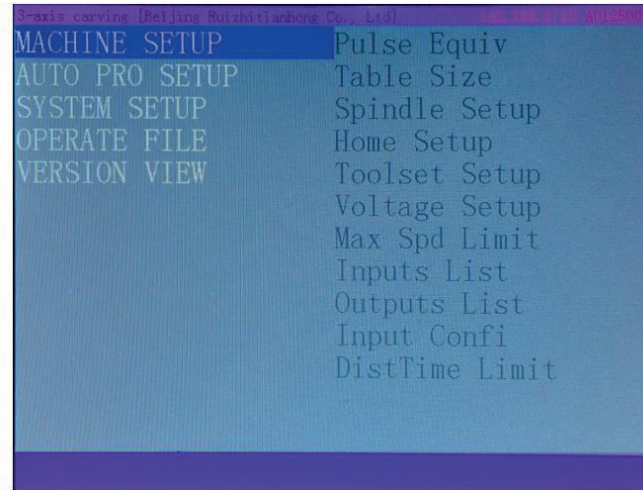 3-axis carving [Beijing Ruizhitianhong Co., Ltd]
MACHINE SETUP
AUTO PRO SETUP
SYSTEM SETUP
OPERATE FILE
VERSION VIEW
Pulse Equiv
Table Size
Spindle Setup
Home Setup
Toolset Setup
Voltage Setup
Max Spd Limit
Inputs List
Outputs List
Input Confi
DistTime Limit